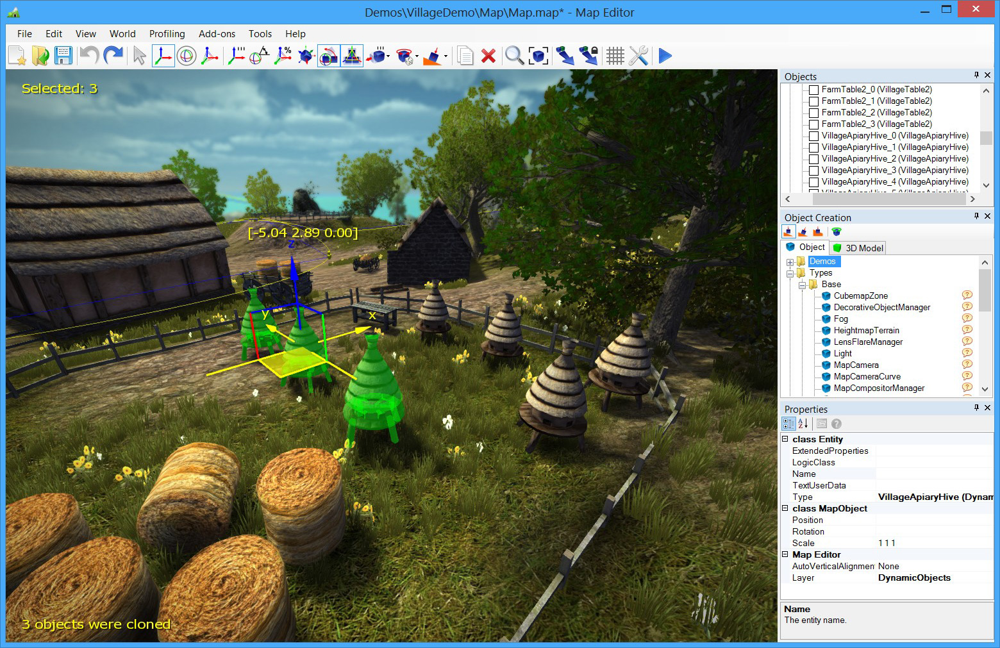 Demos\VillageDemo\Map\Map.map* - Map Editor
File Edit View World Profiling Add-ons Tools Help
Selected: 3
[-5.04 2.89 0.00]
z
y
x
3 objects were cloned
Objects
FarmTable2_0 (VillageTable2)
FarmTable2_1 (VillageTable2)
FarmTable2_2 (VillageTable2)
FarmTable2_3 (VillageTable2)
VillageApiaryHive_0 (VillageApiaryHive)
VillageApiaryHive_1 (VillageApiaryHive)
VillageApiaryHive_2 (VillageApiaryHive)
VillageApiaryHive_3 (VillageApiaryHive)
VillageApiaryHive_4 (VillageApiaryHive)
Object Creation
Object 3D Model
Demos
Types
Base
CubemapZone
DecorativeObjectManager
Fog
HeightmapTerrain
LensFlareManager
Light
MapCamera
MapCameraCurve
MapCompositorManager
Properties
class Entity
ExtendedProperties
LogicClass
Name
TextUserData
Type VillageApiaryHive (Dynam
class MapObject
Position
Rotation
Scale 1 1 1
Map Editor
AutoVerticalAlignmen None
Layer DynamicObjects
Name
The entity name.